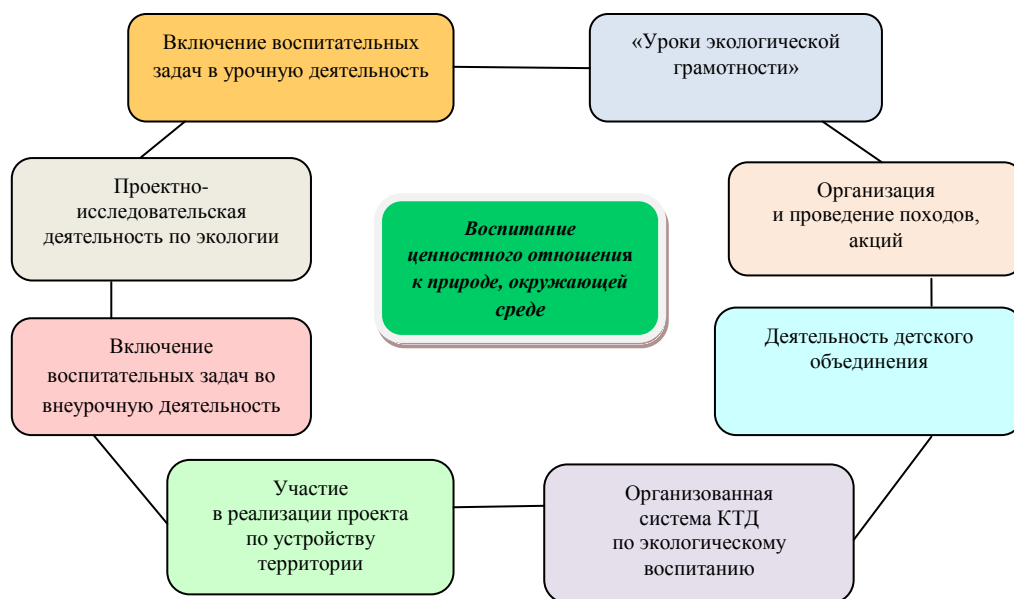 Включение воспитательных
задач в урочную деятельность
«Уроки экологической
грамотности»
Проектно-
исследовательская
деятельность по экологии
Воспитание
ценностного отношения
к природе, окружающей
среде
Организация
и проведение походов,
акций
Включение
воспитательных задач во
внеурочную деятельность
Деятельность детского
объединения
Участие
в реализации проекта
по устройству
территории
Организованная
система КТД
по экологическому
воспитанию